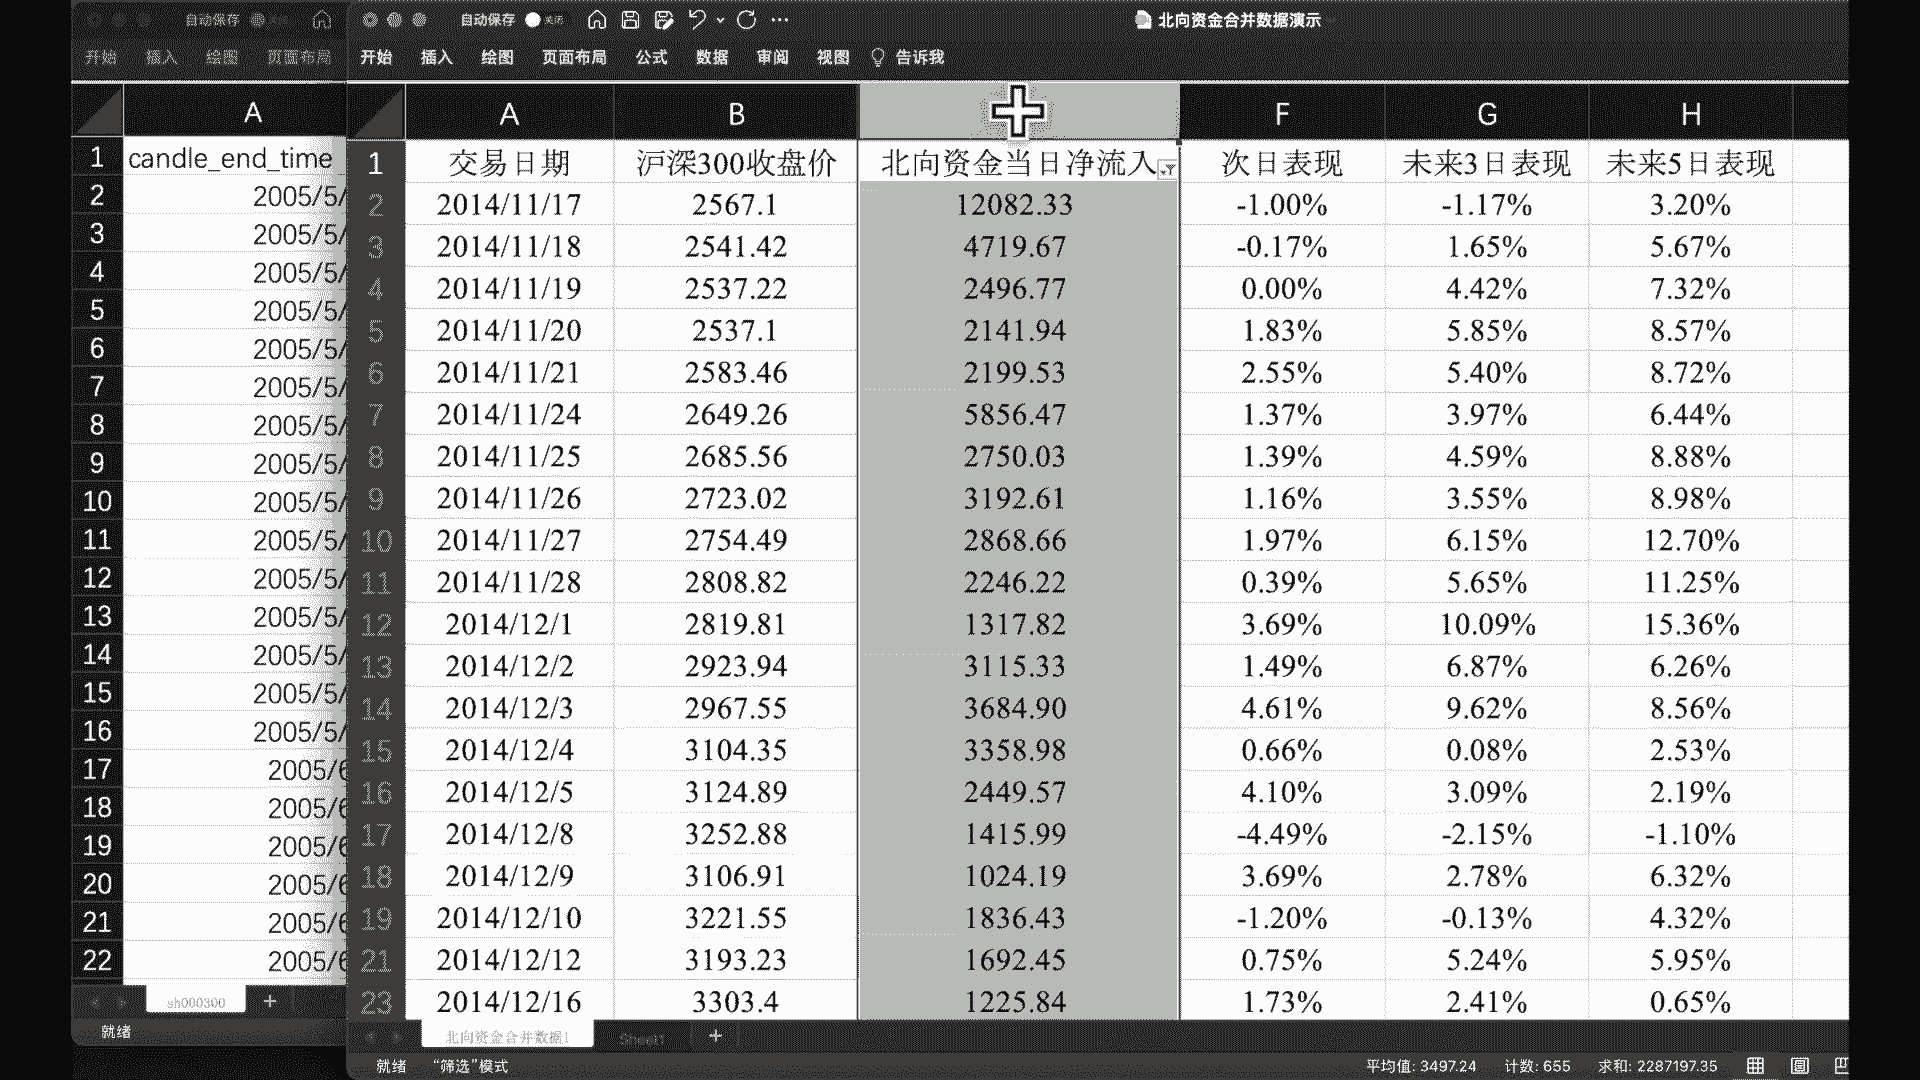 自动保存 关闭
开始 插入 绘图 页面布局
A
1 candle_end_time
2 2005/5/
3 2005/5/
4 2005/5/
5 2005/5/
6 2005/5/
7 2005/5/
8 2005/5/
9 2005/5/
10 2005/5/
11 2005/5/
12 2005/5/
13 2005/5/
14 2005/5/
15 2005/5/
16 2005/5/
17 2005/6
18 2005/6
19 2005/6
20 2005/6
21 2005/6
22 2005/6
sh000300 +
就绪
自动保存 关闭 ... 北向资金合并数据演示
开始 插入 绘图 页面布局 公式 数据 审阅 视图 告诉我
A B F G H
1 交易日期 沪深300收盘价 北向资金当日净流入 次日表现 未来3日表现 未来5日表现
2 2014/11/17 2567.1 12082.33 -1.00% -1.17% 3.20%
3 2014/11/18 2541.42 4719.67 -0.17% 1.65% 5.67%
4 2014/11/19 2537.22 2496.77 0.00% 4.42% 7.32%
5 2014/11/20 2537.1 2141.94 1.83% 5.85% 8.57%
6 2014/11/21 2583.46 2199.53 2.55% 5.40% 8.72%
7 2014/11/24 2649.26 5856.47 1.37% 3.97% 6.44%
8 2014/11/25 2685.56 2750.03 1.39% 4.59% 8.88%
9 2014/11/26 2723.02 3192.61 1.16% 3.55% 8.98%
10 2014/11/27 2754.49 2868.66 1.97% 6.15% 12.70%
11 2014/11/28 2808.82 2246.22 0.39% 5.65% 11.25%
12 2014/12/1 2819.81 1317.82 3.69% 10.09% 15.36%
13 2014/12/2 2923.94 3115.33 1.49% 6.87% 6.26%
14 2014/12/3 2967.55 3684.90 4.61% 9.62% 8.56%
15 2014/12/4 3104.35 3358.98 0.66% 0.08% 2.53%
16 2014/12/5 3124.89 2449.57 4.10% 3.09% 2.19%
17 2014/12/8 3252.88 1415.99 -4.49% -2.15% -1.10%
18 2014/12/9 3106.91 1024.19 3.69% 2.78% 6.32%
19 2014/12/10 3221.55 1836.43 -1.20% -0.13% 4.32%
21 2014/12/12 3193.23 1692.45 0.75% 5.24% 5.95%
23 2014/12/16 3303.4 1225.84 1.73% 2.41% 0.65%
北向资金合并数据1 Sheet1 +
就绪 “筛选”模式 平均值: 3497.24 计数: 655 求和: 2287197.35